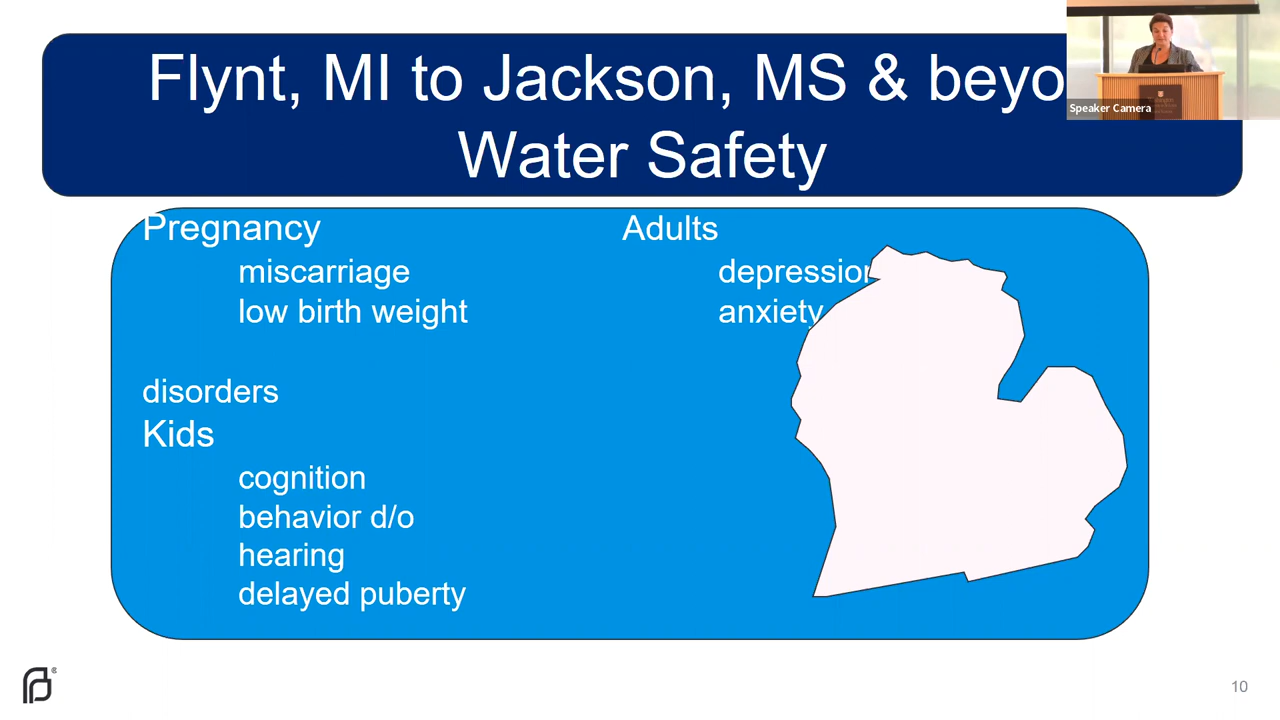 Flynt, MI to Jackson, MS & beyo
Water Safety
Speaker Camera
Pregnancy
miscarriage
low birth weight
disorders
Kids
cognition
behavior d/o
hearing
delayed puberty
Adults
depression
anxiety
10